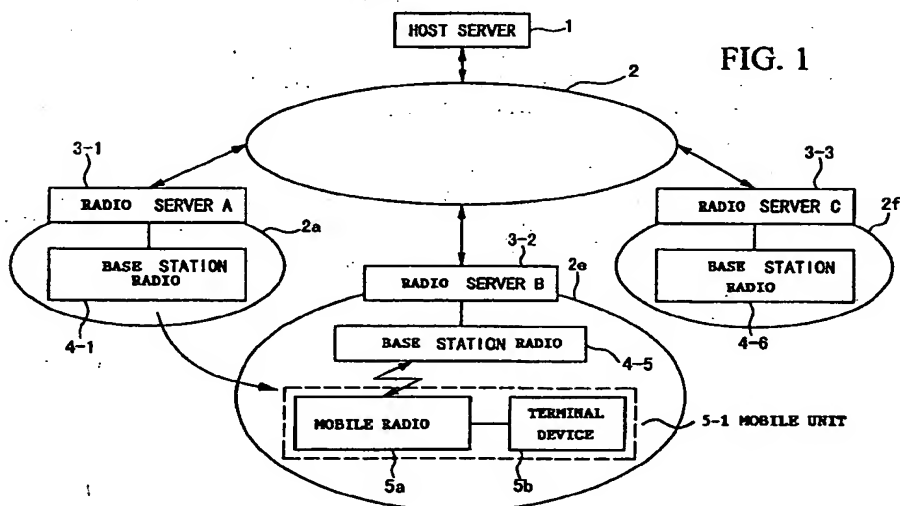 HOST SERVER
1
FIG. 1
2
3-1
RADIO SERVER A
2a
BASE STATION
RADIO
4-1
3-3
RADIO SERVER C
2f
BASE STATION
RADIO
4-6
3-2
2e
RADIO SERVER B
BASE STATION RADIO
4-5
MOBILE RADIO
TERMINAL
DEVICE
5-1 MOBILE UNIT
5a
5b